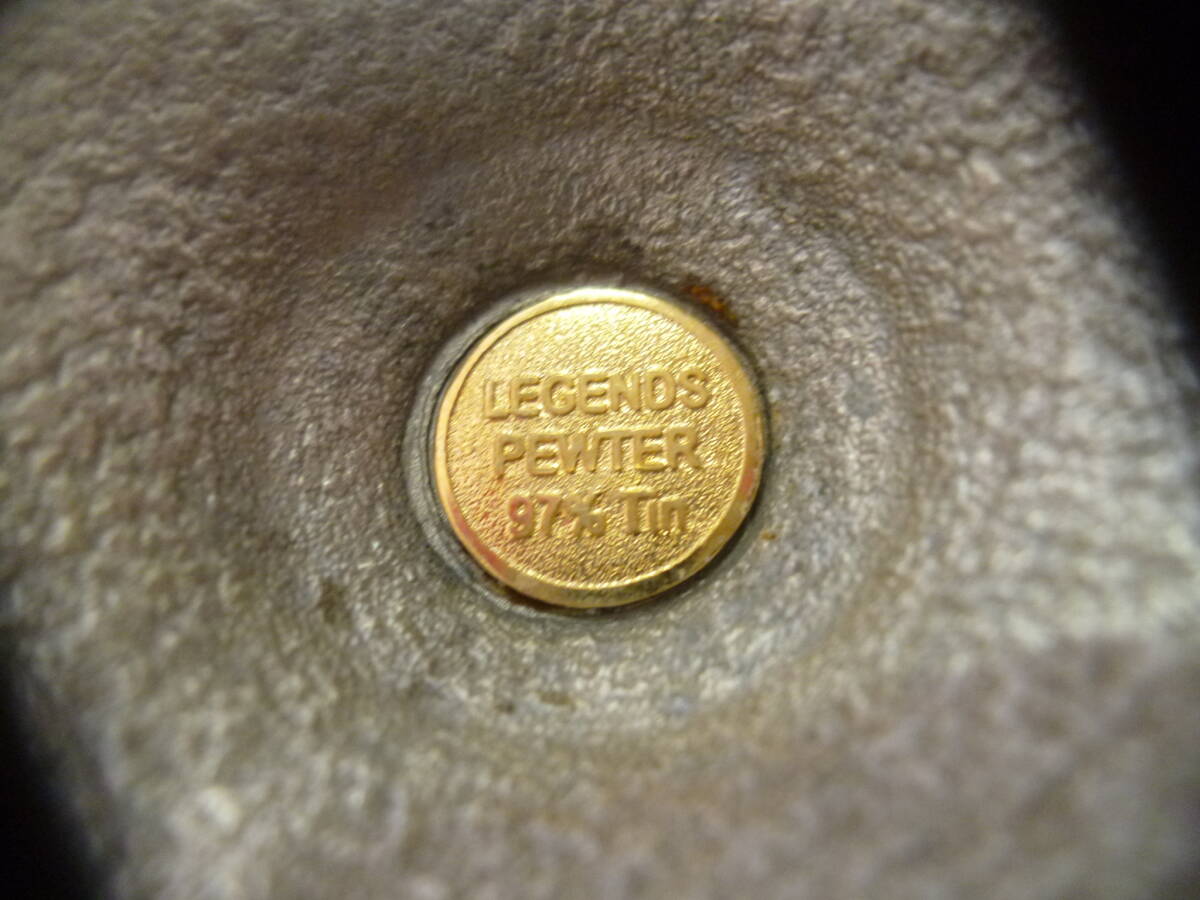 LEGENDS
PEWTER
97% Tin